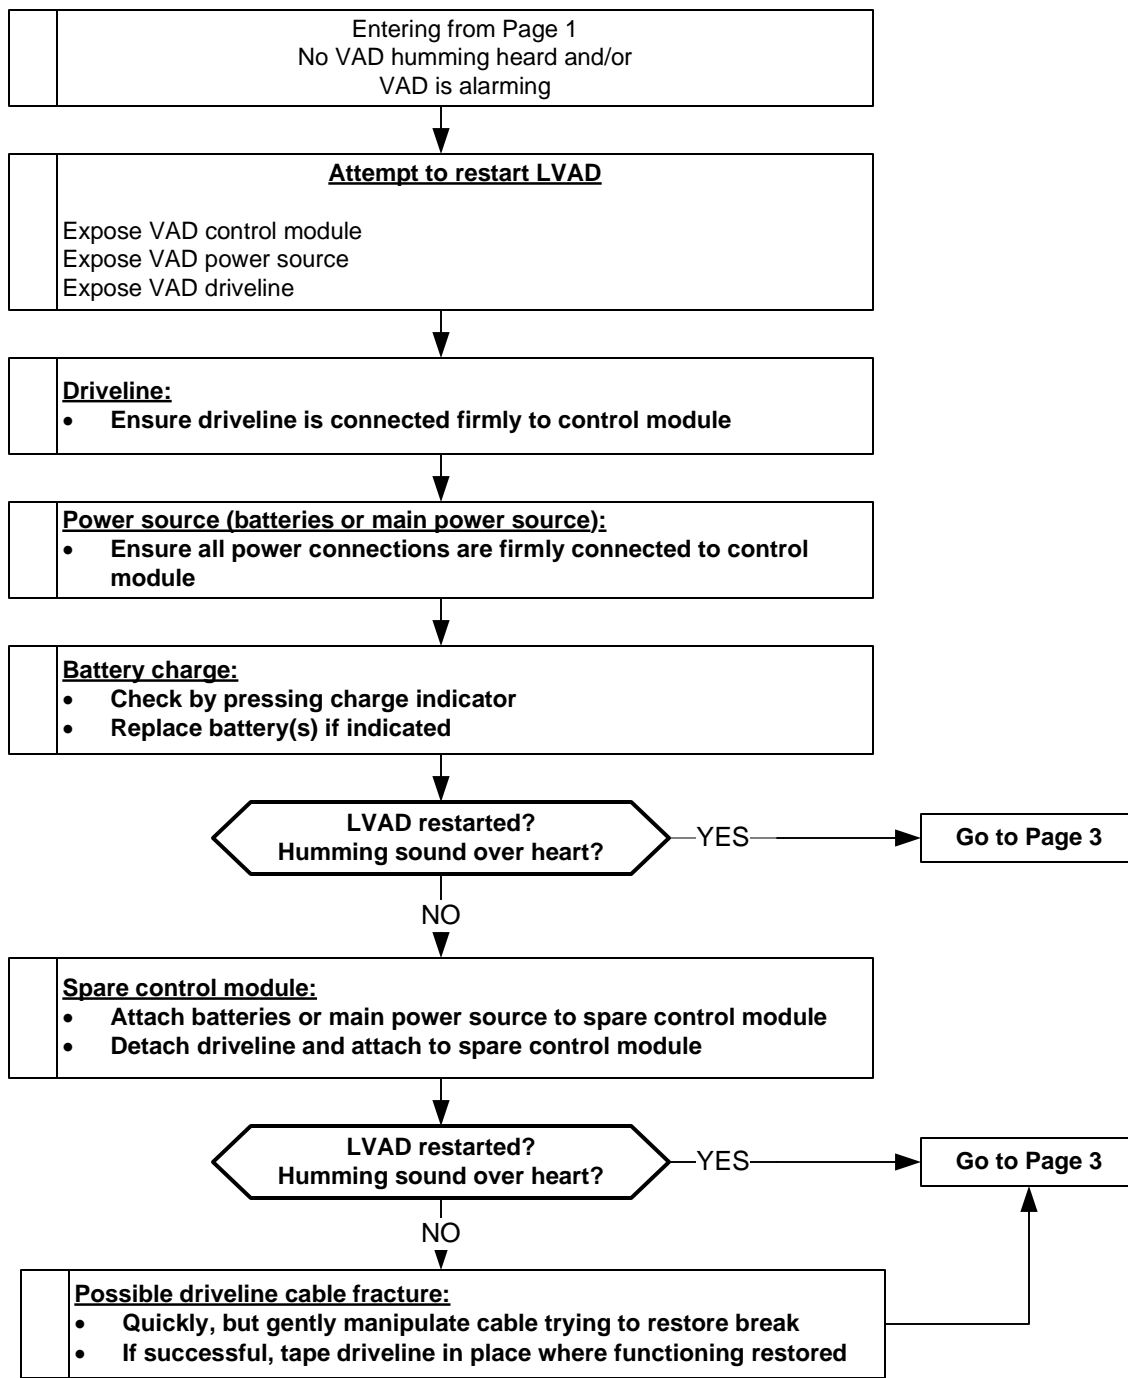 Entering from Page 1
No VAD humming heard and/or
VAD is alarming
Attempt to restart LVAD
Expose VAD control module
Expose VAD power source
Expose VAD driveline
Driveline:
• Ensure driveline is connected firmly to control module
Power source (batteries or main power source):
• Ensure all power connections are firmly connected to control
module
Battery charge:
• Check by pressing charge indicator
• Replace battery(s) if indicated
LVAD restarted?
Humming sound over heart?
YES
Go to Page 3
NO
Spare control module:
• Attach batteries or main power source to spare control module
• Detach driveline and attach to spare control module
LVAD restarted?
Humming sound over heart?
YES
Go to Page 3
NO
Possible driveline cable fracture:
• Quickly, but gently manipulate cable trying to restore break
• If successful, tape driveline in place where functioning restored